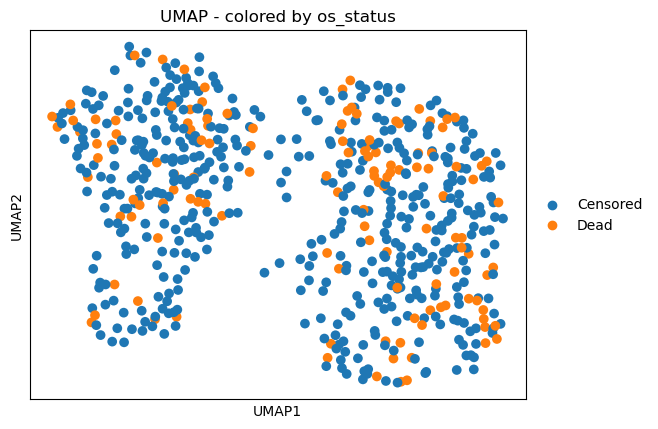 UMAP - colored by os_status
UMAP2
Censored
Dead
UMAP1